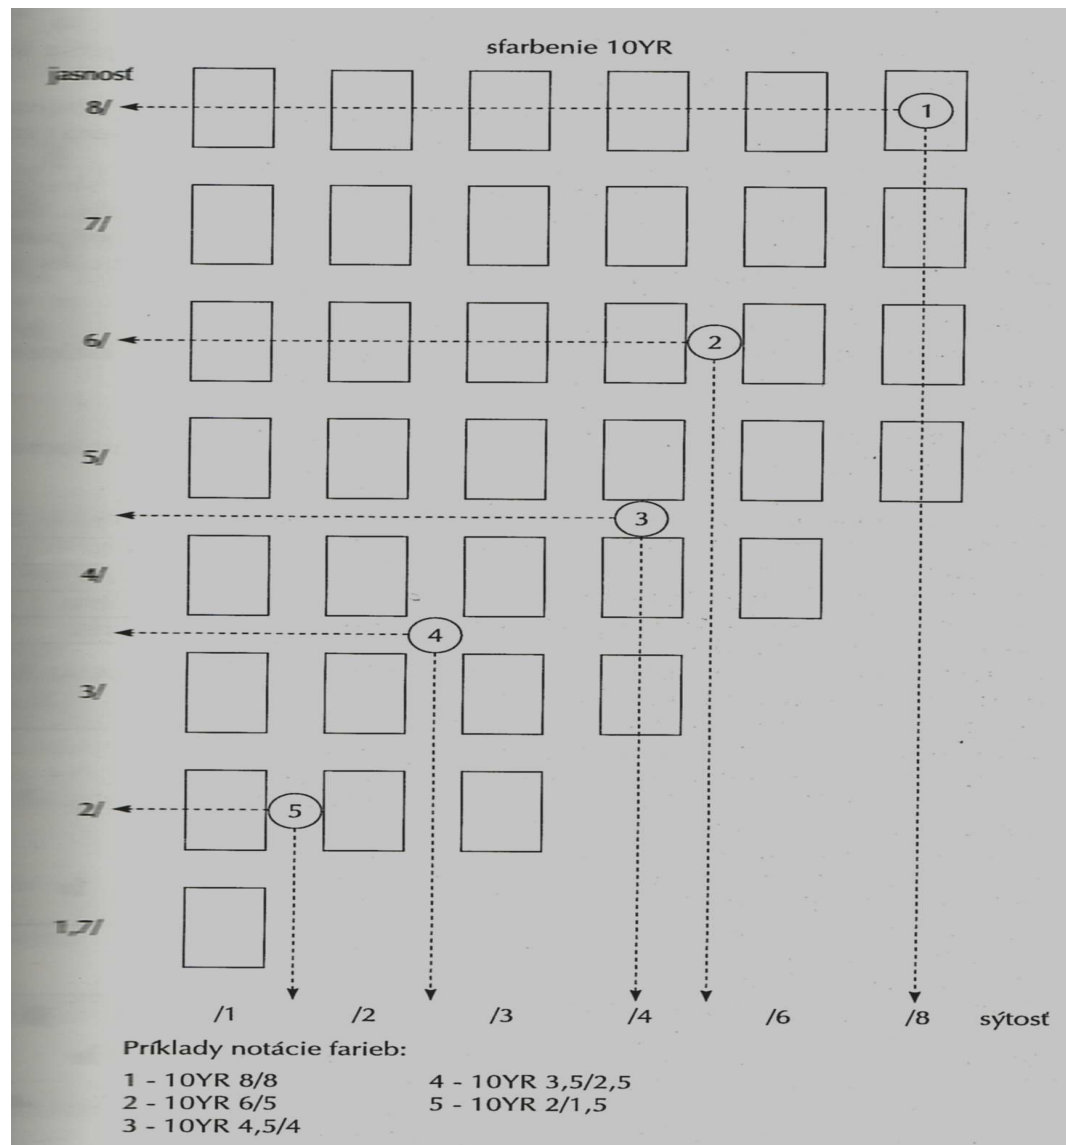 sfarbenie 10YR
jasnosť
8/
1
7/
6/
2
5/
3
4/
4
3/
2/
5
1,7/
/1 /2 /3 /4 /6 /8 sýtosť
Príklady notácie farieb:
1 - 10YR 8/8 4 - 10YR 3,5/2,5
2 - 10YR 6/5 5 - 10YR 2/1,5
3 - 10YR 4,5/4